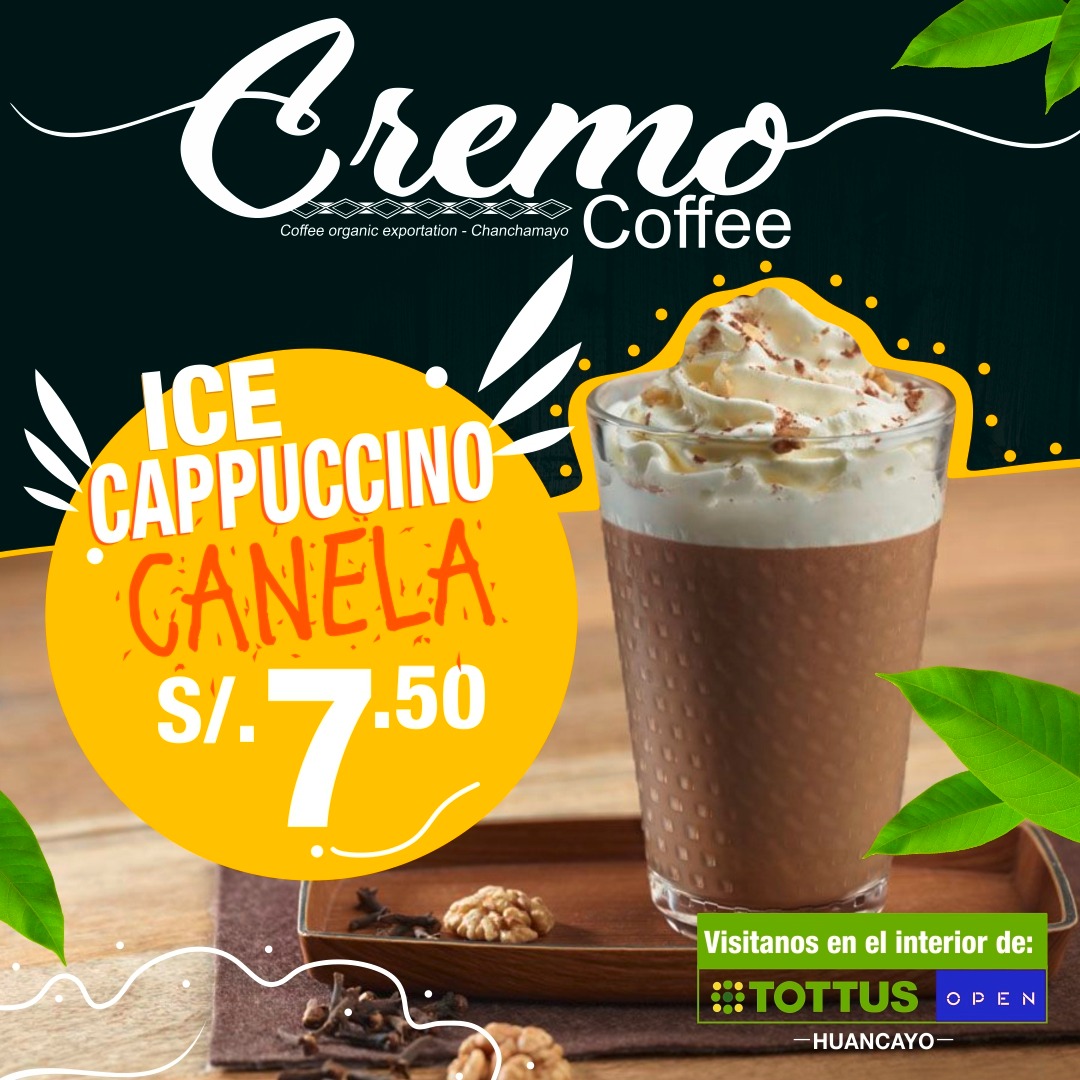 Cremo
Coffee
Coffee organic exportation - Chanchamayo
ICE
CAPPUCCINO
CANELA
S/.7.50
Visitanos en el interior de:
TOTTUS OPEN
HUANCAYO